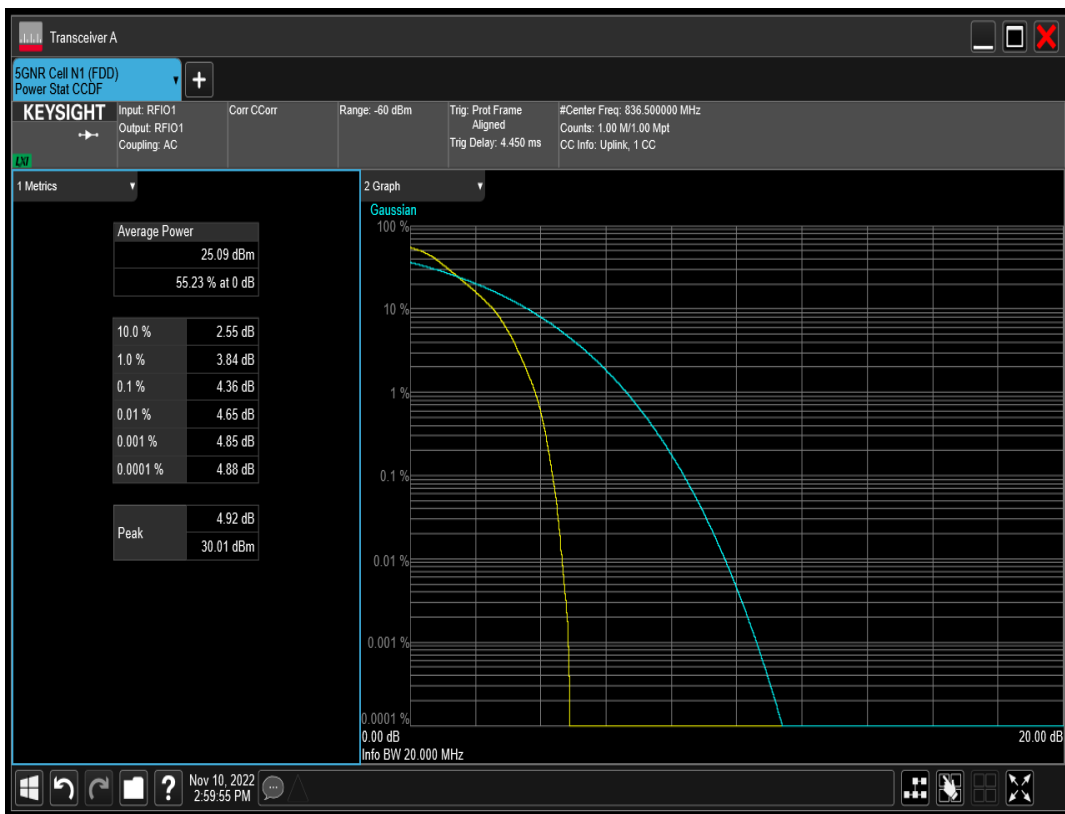 Transceiver A
5GNR Cell N1 (FDD)
Power Stat CCDF
KEYSIGHT
LXI
Input: RFIO1
Output: RFIO1
Coupling: AC
Corr CCorr
Range: -60 dBm
Trig: Prot Frame
Aligned
Trig Delay: 4.450 ms
#Center Freq: 836.500000 MHz
Counts: 1.00 M/1.00 Mpt
CC Info: Uplink, 1 CC
1 Metrics
Average Power
25.09 dBm
55.23 % at 0 dB
10.0 % 2.55 dB
1.0 % 3.84 dB
0.1 % 4.36 dB
0.01 % 4.65 dB
0.001 % 4.85 dB
0.0001 % 4.88 dB
Peak
4.92 dB
30.01 dBm
2 Graph
Gaussian
100 %
10 %
1 %
0.1 %
0.01 %
0.001 %
0.0001 %
0.00 dB 20.00 dB
Info BW 20.000 MHz
Nov 10, 2022
2:59:55 PM